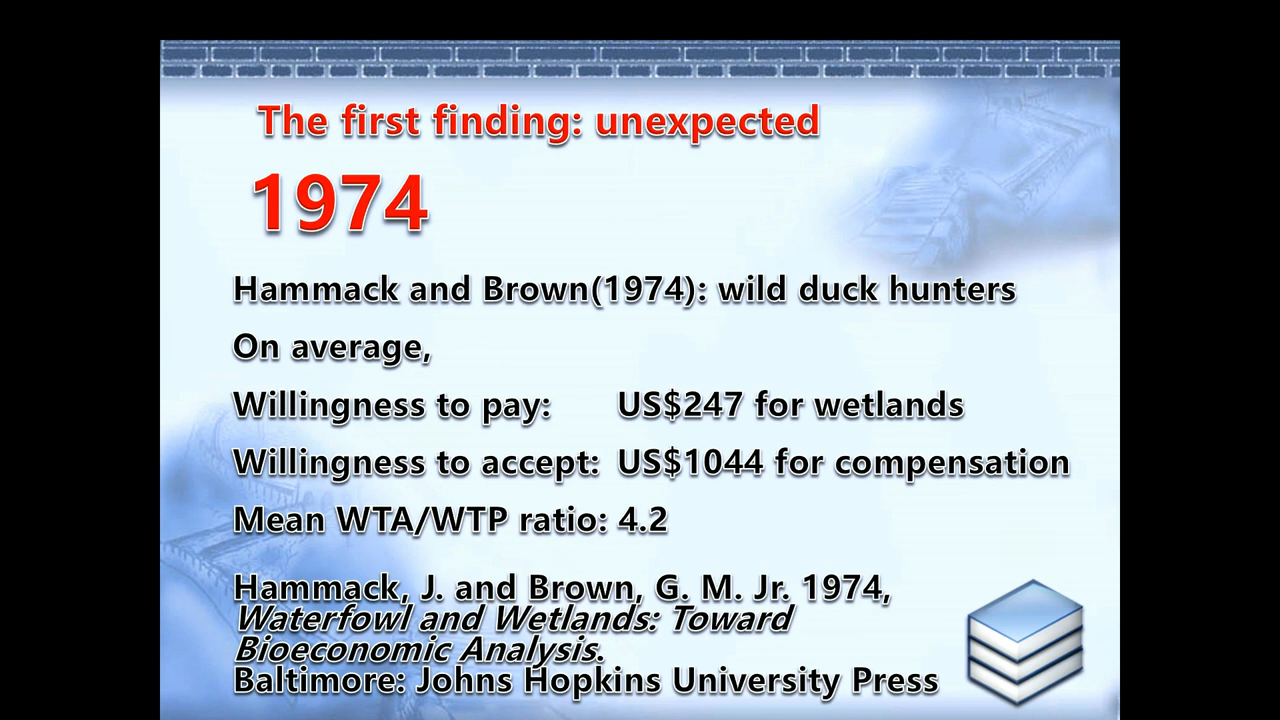 The first finding: unexpected
1974
Hammack and Brown(1974): wild duck hunters
On average,
Willingness to pay: US$247 for wetlands
Willingness to accept: US$1044 for compensation
Mean WTA/WTP ratio: 4.2
Hammack, J. and Brown, G. M. Jr. 1974,
Waterfowl and Wetlands: Toward
Bioeconomic Analysis.
Baltimore: Johns Hopkins University Press